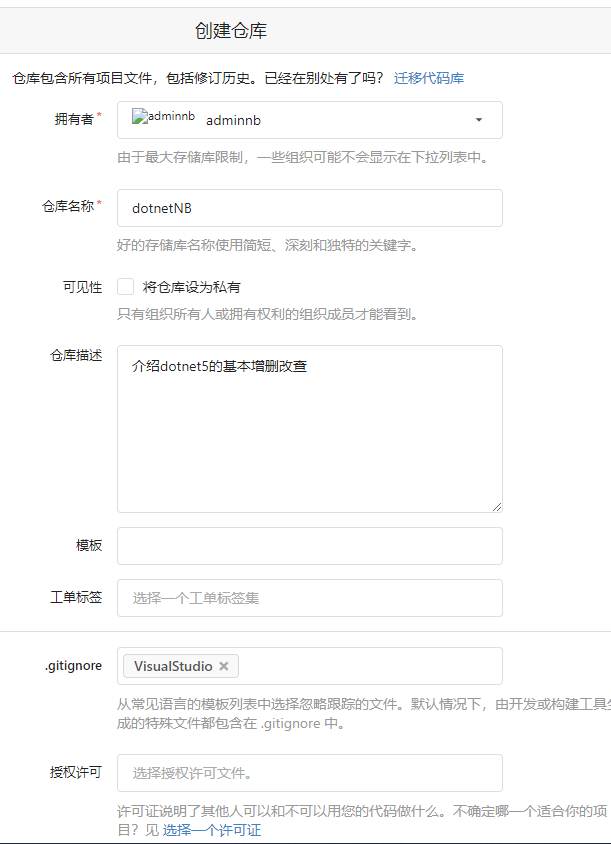 创建仓库
仓库包含所有项目文件，包括修订历史。已经在别处有了吗？ 迁移代码库
拥有者* adminnb adminnb
由于最大存储库限制，一些组织可能不会显示在下拉列表中。
仓库名称* dotnetNB
好的存储库名称使用简短、深刻和独特的关键字。
可见性 将仓库设为私有
只有组织所有人或拥有权利的组织成员才能看到。
仓库描述 介绍dotnet5的基本增删改查
模板
工单标签 选择一个工单标签集
.gitignore VisualStudio ×
从常见语言的模板列表中选择忽略跟踪的文件。默认情况下，由开发或构建工具生
成的特殊文件都包含在 .gitignore 中。
授权许可 选择授权许可文件。
许可证说明了其他人可以和不可以用您的代码做什么。不确定哪一个适合你的项
目？见 选择一个许可证